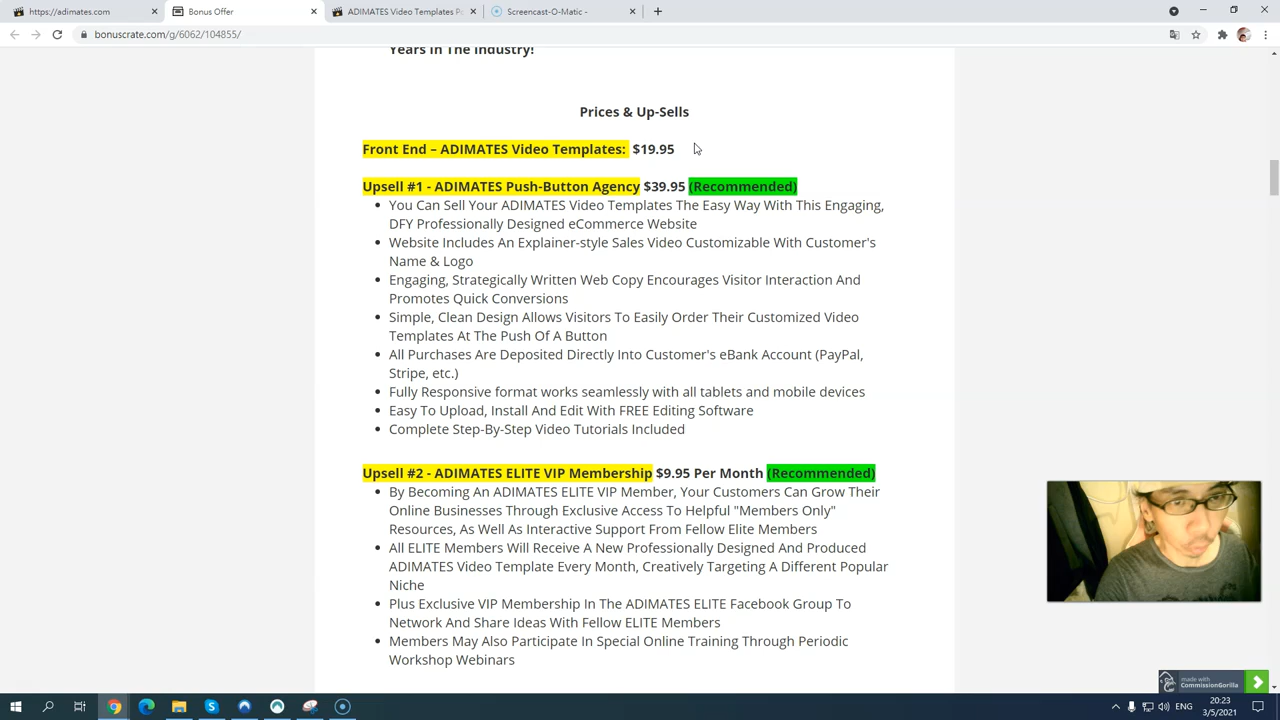 https://adimates.com
Bonus Offer
ADIMATES Video Templates P
Screencast-O-Matic -
bonuscrate.com/g/6062/104855/
Years In The Industry!
Prices & Up-Sells
Front End – ADIMATES Video Templates: $19.95
Upsell #1 - ADIMATES Push-Button Agency $39.95 (Recommended)
You Can Sell Your ADIMATES Video Templates The Easy Way With This Engaging,
DFY Professionally Designed eCommerce Website
Website Includes An Explainer-style Sales Video Customizable With Customer's
Name & Logo
Engaging, Strategically Written Web Copy Encourages Visitor Interaction And
Promotes Quick Conversions
Simple, Clean Design Allows Visitors To Easily Order Their Customized Video
Templates At The Push Of A Button
All Purchases Are Deposited Directly Into Customer's eBank Account (PayPal,
Stripe, etc.)
Fully Responsive format works seamlessly with all tablets and mobile devices
Easy To Upload, Install And Edit With FREE Editing Software
Complete Step-By-Step Video Tutorials Included
Upsell #2 - ADIMATES ELITE VIP Membership $9.95 Per Month (Recommended)
By Becoming An ADIMATES ELITE VIP Member, Your Customers Can Grow Their
Online Businesses Through Exclusive Access To Helpful "Members Only"
Resources, As Well As Interactive Support From Fellow Elite Members
All ELITE Members Will Receive A New Professionally Designed And Produced
ADIMATES Video Template Every Month, Creatively Targeting A Different Popular
Niche
Plus Exclusive VIP Membership In The ADIMATES ELITE Facebook Group To
Network And Share Ideas With Fellow ELITE Members
Members May Also Participate In Special Online Training Through Periodic
Workshop Webinars
made with
CommissionGorilla
ENG
20:23
3/5/2021